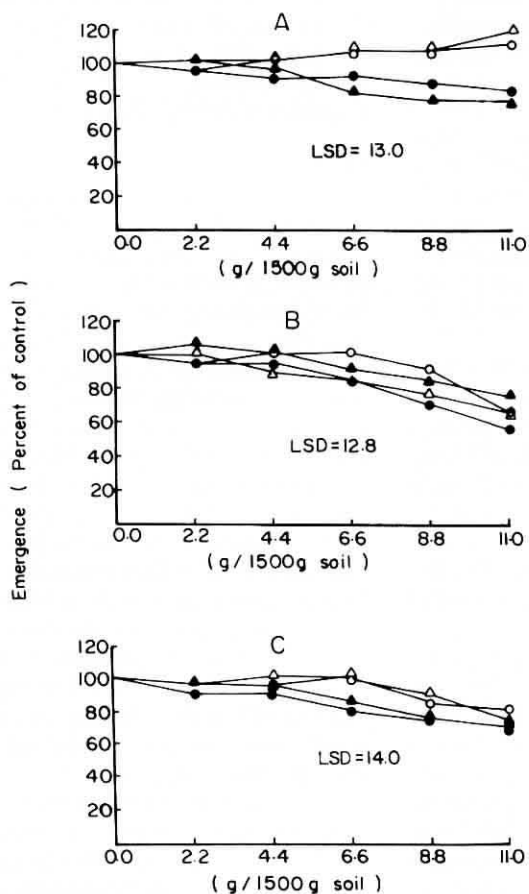 Emergence ( Percent of control )
A
120
100
80
60
40
20
LSD = 13.0
0.0 2.2 4.4 6.6 8.8 11.0
( g / 1500g soil )
B
120
100
80
60
40
20
LSD=12.8
0.0 2.2 4.4 6.6 8.8 11.0
( g/1500g soil )
C
120
100
80
60
40
20
LSD=14.0
0.0 2.2 4.4 6.6 8.8 11.0
( g/1500g soil )